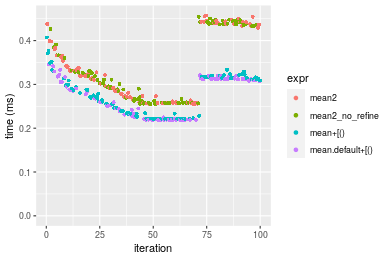 0.4
0.3
0.2
0.1
0.0
0
25
50
75
100
time (ms)
iteration
expr
mean2
mean2_no_refine
mean+[()
mean.default+[()